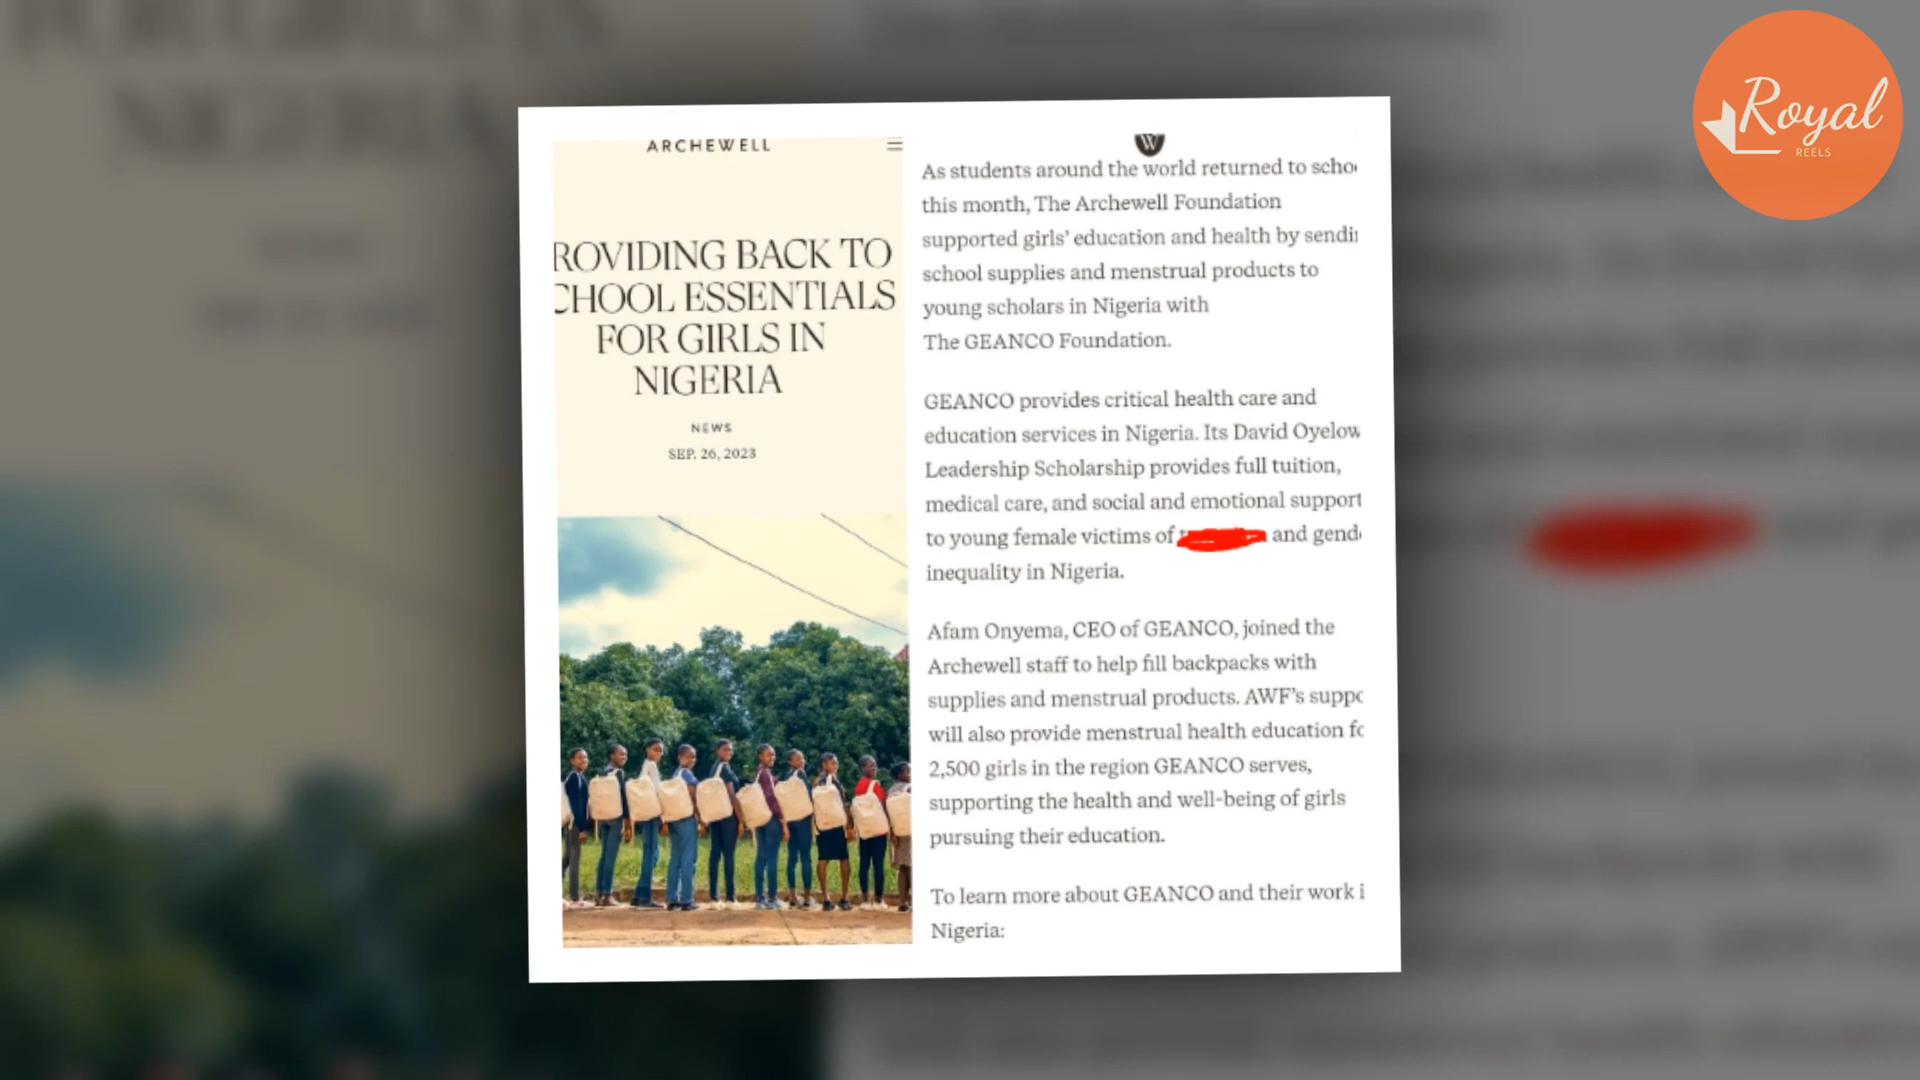 ARCHEWELL
ROVIDING BACK TO
CHOOL ESSENTIALS
FOR GIRLS IN
NIGERIA
NEWS
SEP. 26, 2023
W
As students around the world returned to scho
this month, The Archewell Foundation
supported girls' education and health by sendin
school supplies and menstrual products to
young scholars in Nigeria with
The GEANCO Foundation.
GEANCO provides critical health care and
education services in Nigeria. Its David Oyelow
Leadership Scholarship provides full tuition,
medical care, and social and emotional support
to young female victims of and gend
inequality in Nigeria.
Afam Onyema, CEO of GEANCO, joined the
Archewell staff to help fill backpacks with
supplies and menstrual products. AWF's suppo
will also provide menstrual health education fo
2,500 girls in the region GEANCO serves,
supporting the health and well-being of girls
pursuing their education.
To learn more about GEANCO and their work i
Nigeria:
Royal
REELS